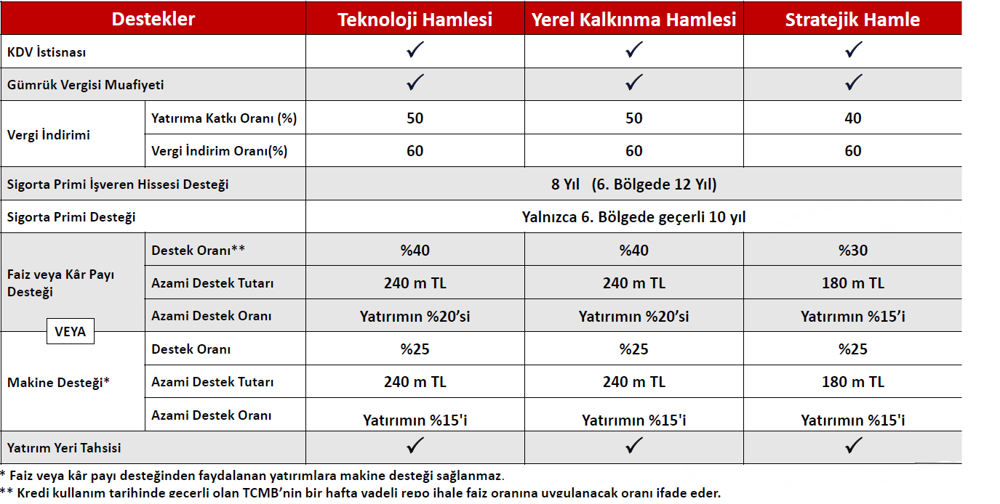 Destekler Teknoloji Hamlesi Yerel Kalkınma Hamlesi Stratejik Hamle
KDV İstisnası ✓ ✓ ✓
Gümrük Vergisi Muafiyeti ✓ ✓ ✓
Vergi İndirimi
Yatırıma Katkı Oranı (%) 50 50 40
Vergi İndirim Oranı(%) 60 60 60
Sigorta Primi İşveren Hissesi Desteği 8 Yıl (6. Bölgede 12 Yıl)
Sigorta Primi Desteği Yalnızca 6. Bölgede geçerli 10 yıl
Faiz veya Kâr Payı
Desteği
Destek Oranı** %40 %40 %30
Azami Destek Tutarı 240 m TL 240 m TL 180 m TL
Azami Destek Oranı Yatırımın %20’si Yatırımın %20’si Yatırımın %15’i
VEYA
Makine Desteği*
Destek Oranı %25 %25 %25
Azami Destek Tutarı 240 m TL 240 m TL 180 m TL
Azami Destek Oranı Yatırımın %15'i Yatırımın %15'i Yatırımın %15'i
Yatırım Yeri Tahsisi ✓ ✓ ✓
* Faiz veya kâr payı desteğinden faydalanan yatırımlara makine desteği sağlanmaz.
** Kredi kullanım tarihinde geçerli olan TCMB’nin bir hafta vadeli repo ihale faiz oranına uygulanacak oranı ifade eder.